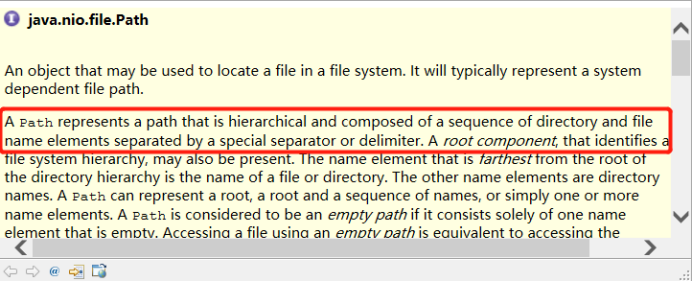 java.nio.file.Path
An object that may be used to locate a file in a file system. It will typically represent a system
dependent file path.
A Path represents a path that is hierarchical and composed of a sequence of directory and file
name elements separated by a special separator or delimiter. A root component, that identifies a
file system hierarchy, may also be present. The name element that is farthest from the root of
the directory hierarchy is the name of a file or directory. The other name elements are directory
names. A Path can represent a root, a root and a sequence of names, or simply one or more
name elements. A Path is considered to be an empty path if it consists solely of one name
element that is empty. Accessing a file using an empty path is equivalent to accessing the